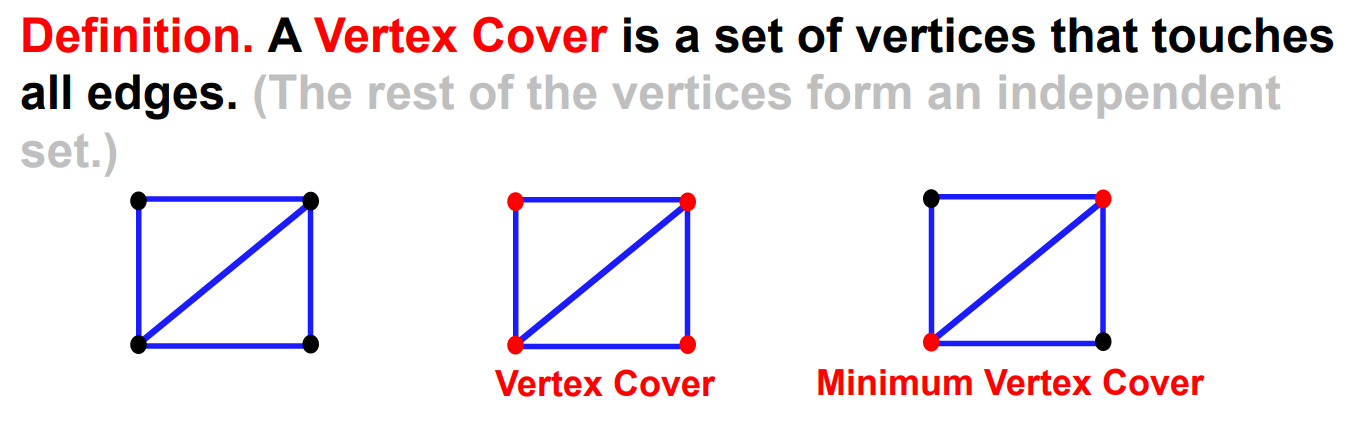 Definition. A Vertex Cover is a set of vertices that touches
all edges. (The rest of the vertices form an independent
set.)
Vertex Cover
Minimum Vertex Cover